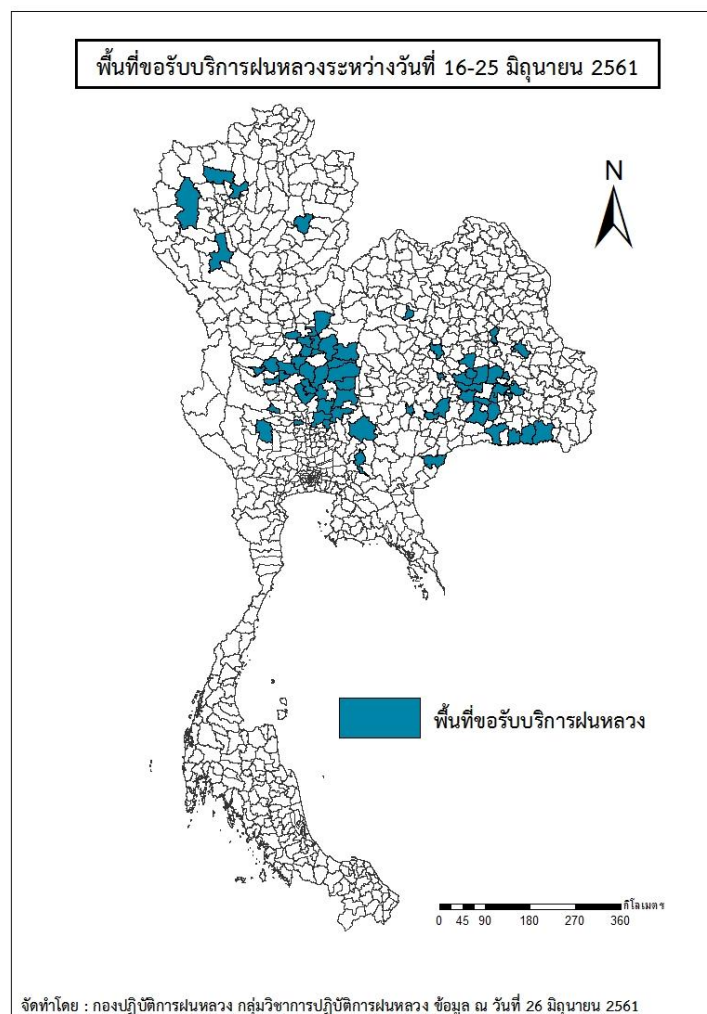 พื้นที่ขอรับบริการฝนหลวงระหว่างวันที่ 16-25 มิถุนายน 2561
N
พื้นที่ขอรับบริการฝนหลวง
กิโลเมตร
0 45 90 180 270 360
จัดทำโดย : กองปฏิบัติการฝนหลวง กลุ่มวิชาการปฏิบัติการฝนหลวง ข้อมูล ณ วันที่ 26 มิถุนายน 2561